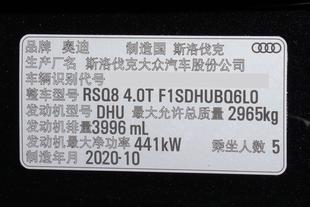 品牌 奥迪 制造国 斯洛伐克
生产厂名 斯洛伐克大众汽车股份公司
车辆识别代号
整车型号 RSQ8 4.0T F1SDHUBQ6L0
发动机型号 DHU 最大允许总质量 2965kg
发动机排量 3996 mL
发动机最大净功率 441kW 乘坐人数 5
制造年月 2020-10